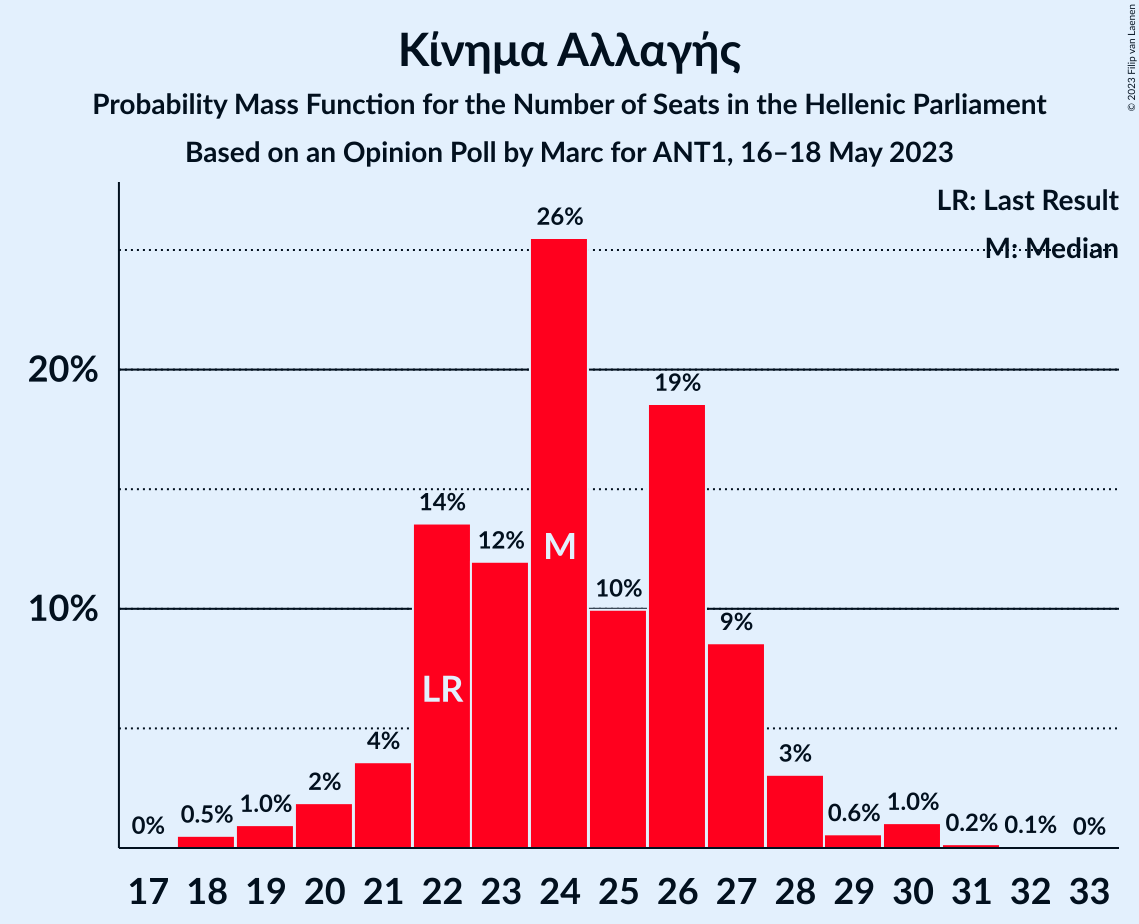 Κίνημα Αλλαγής
Probability Mass Function for the Number of Seats in the Hellenic Parliament
Based on an Opinion Poll by Marc for ANT1, 16–18 May 2023
© 2023 Filip van Laenen
LR: Last Result
M: Median
26%
20%
19%
14%
12%
M
10%
10%
9%
LR
4%
3%
2%
1.0%
1.0%
0.5%
0.6%
0%
0.2%
0.1%
0%
17 18 19 20 21 22 23 24 25 26 27 28 29 30 31 32 33